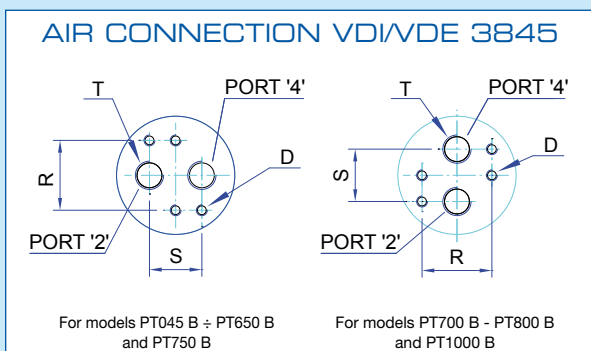 AIR CONNECTION VDI/VDE 3845
T
PORT '4'
D
R
S
PORT '2'
For models PT045 B ÷ PT650 B
and PT750 B
T
PORT '4'
D
S
R
PORT '2'
For models PT700 B - PT800 B
and PT1000 B